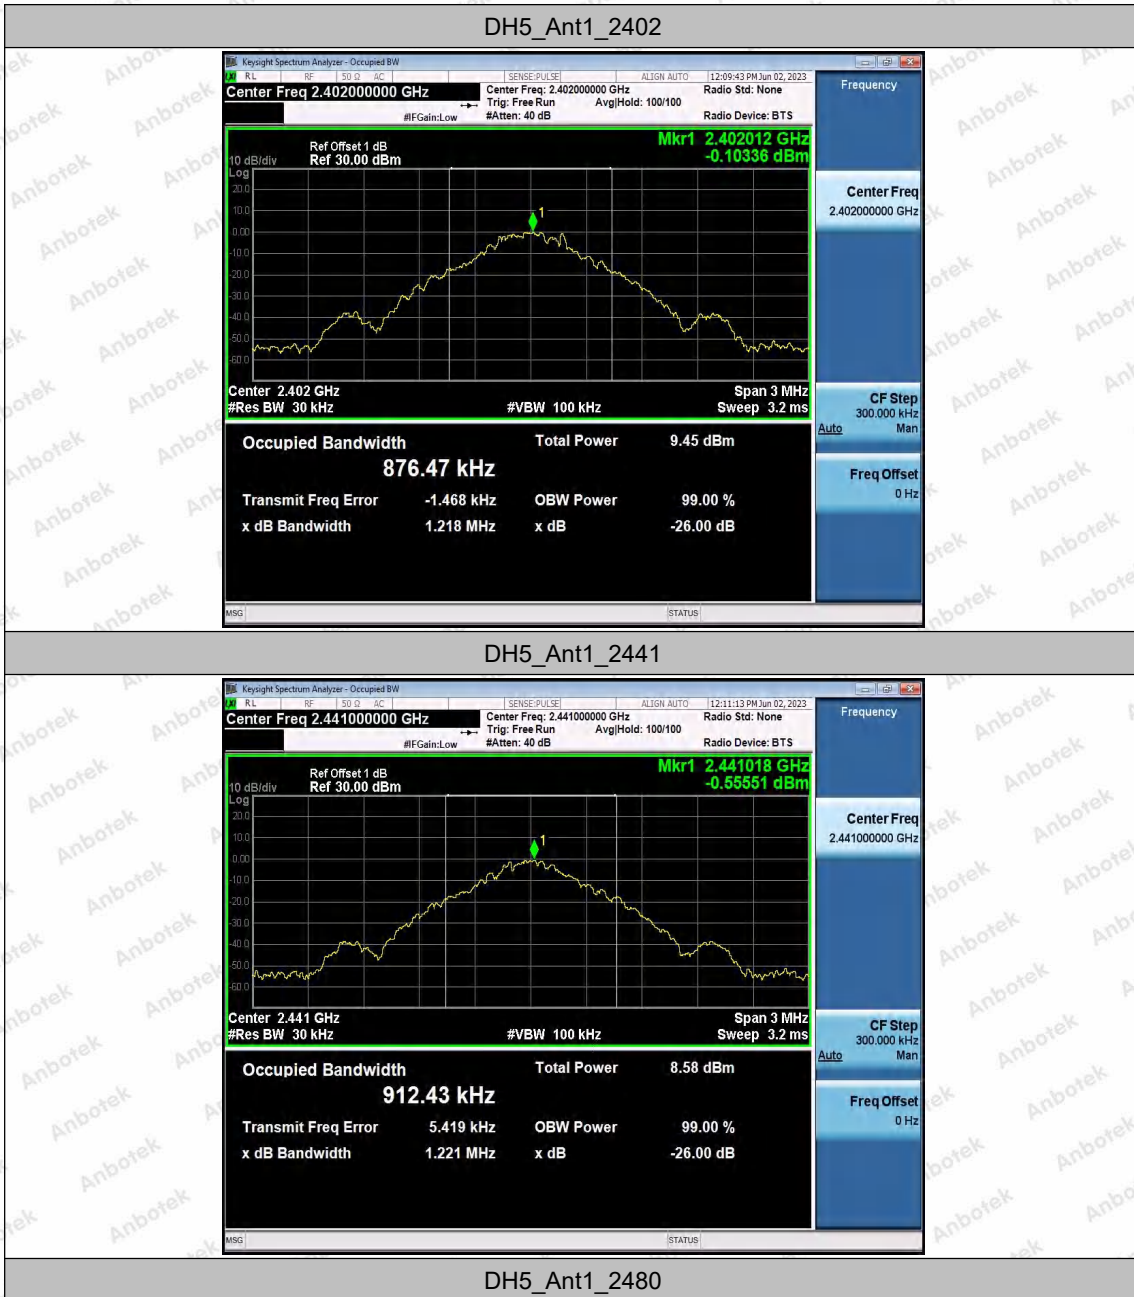 DH5_Ant1_2402
Keysight Spectrum Analyzer - Occupied BW
LXI RL RF 50 Ω AC SENSE:PULSE ALIGN AUTO 12:09:43 PM Jun 02, 2023
Center Freq 2.402000000 GHz Center Freq: 2.402000000 GHz Radio Std: None Frequency
Trig: Free Run Avg|Hold: 100/100
#IFGain:Low #Atten: 40 dB Radio Device: BTS
Mkr1 2.402012 GHz
Ref Offset 1 dB
10 dB/div Ref 30.00 dBm -0.10336 dBm
Log
20.0
10.0
0.00
-10.0
-20.0
-30.0
-40.0
-50.0
-60.0
1
Center Freq
2.402000000 GHz
Center 2.402 GHz Span 3 MHz
#Res BW 30 kHz #VBW 100 kHz Sweep 3.2 ms
CF Step
300.000 kHz
Auto Man
Occupied Bandwidth Total Power 9.45 dBm
876.47 kHz
Transmit Freq Error -1.468 kHz OBW Power 99.00 %
x dB Bandwidth 1.218 MHz x dB -26.00 dB
Freq Offset
0 Hz
MSG STATUS
DH5_Ant1_2441
Keysight Spectrum Analyzer - Occupied BW
LXI RL RF 50 Ω AC SENSE:PULSE ALIGN AUTO 12:11:13 PM Jun 02, 2023
Center Freq 2.441000000 GHz Center Freq: 2.441000000 GHz Radio Std: None Frequency
Trig: Free Run Avg|Hold: 100/100
#IFGain:Low #Atten: 40 dB Radio Device: BTS
Mkr1 2.441018 GHz
Ref Offset 1 dB
10 dB/div Ref 30.00 dBm -0.55551 dBm
Log
20.0
10.0
0.00
-10.0
-20.0
-30.0
-40.0
-50.0
-60.0
1
Center Freq
2.441000000 GHz
Center 2.441 GHz Span 3 MHz
#Res BW 30 kHz #VBW 100 kHz Sweep 3.2 ms
CF Step
300.000 kHz
Auto Man
Occupied Bandwidth Total Power 8.58 dBm
912.43 kHz
Transmit Freq Error 5.419 kHz OBW Power 99.00 %
x dB Bandwidth 1.221 MHz x dB -26.00 dB
Freq Offset
0 Hz
MSG STATUS
DH5_Ant1_2480
Anbotek